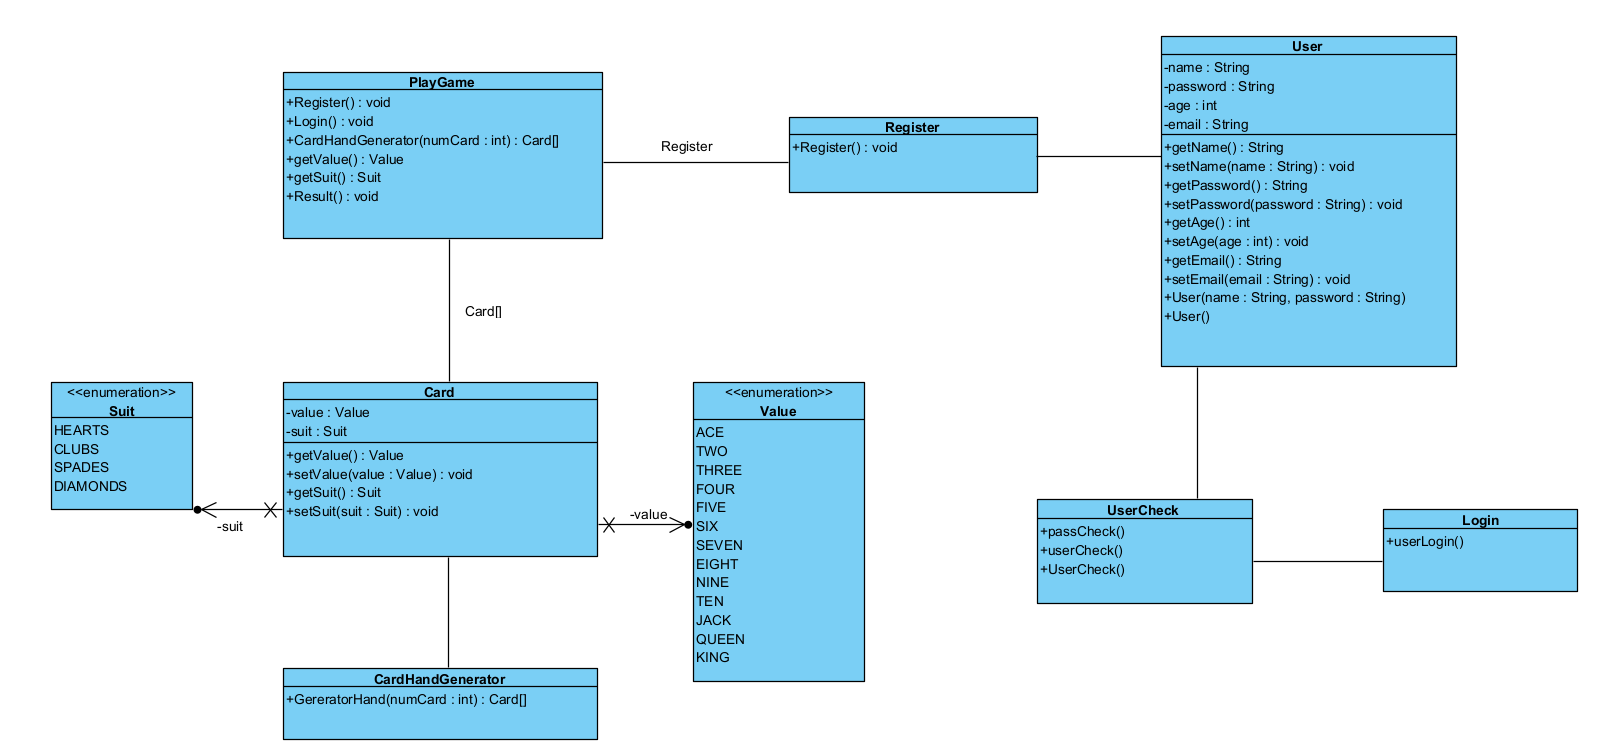 PlayGame
+Register() : void
+Login() : void
+CardHandGenerator(numCard : int) : Card[]
+getValue() : Value
+getSuit() : Suit
+Result() : void
Register
Register
+Register() : void
User
-name : String
-password : String
-age : int
-email : String
+getName() : String
+setName(name : String) : void
+getPassword() : String
+setPassword(password : String) : void
+getAge() : int
+setAge(age : int) : void
+getEmail() : String
+setEmail(email : String) : void
+User(name : String, password : String)
+User()
Card[]
<<enumeration>>
Suit
HEARTS
CLUBS
SPADES
DIAMONDS
-suit
Card
-value : Value
-suit : Suit
+getValue() : Value
+setValue(value : Value) : void
+getSuit() : Suit
+setSuit(suit : Suit) : void
-value
<<enumeration>>
Value
ACE
TWO
THREE
FOUR
FIVE
SIX
SEVEN
EIGHT
NINE
TEN
JACK
QUEEN
KING
UserCheck
+passCheck()
+userCheck()
+UserCheck()
Login
+userLogin()
CardHandGenerator
+GereratorHand(numCard : int) : Card[]